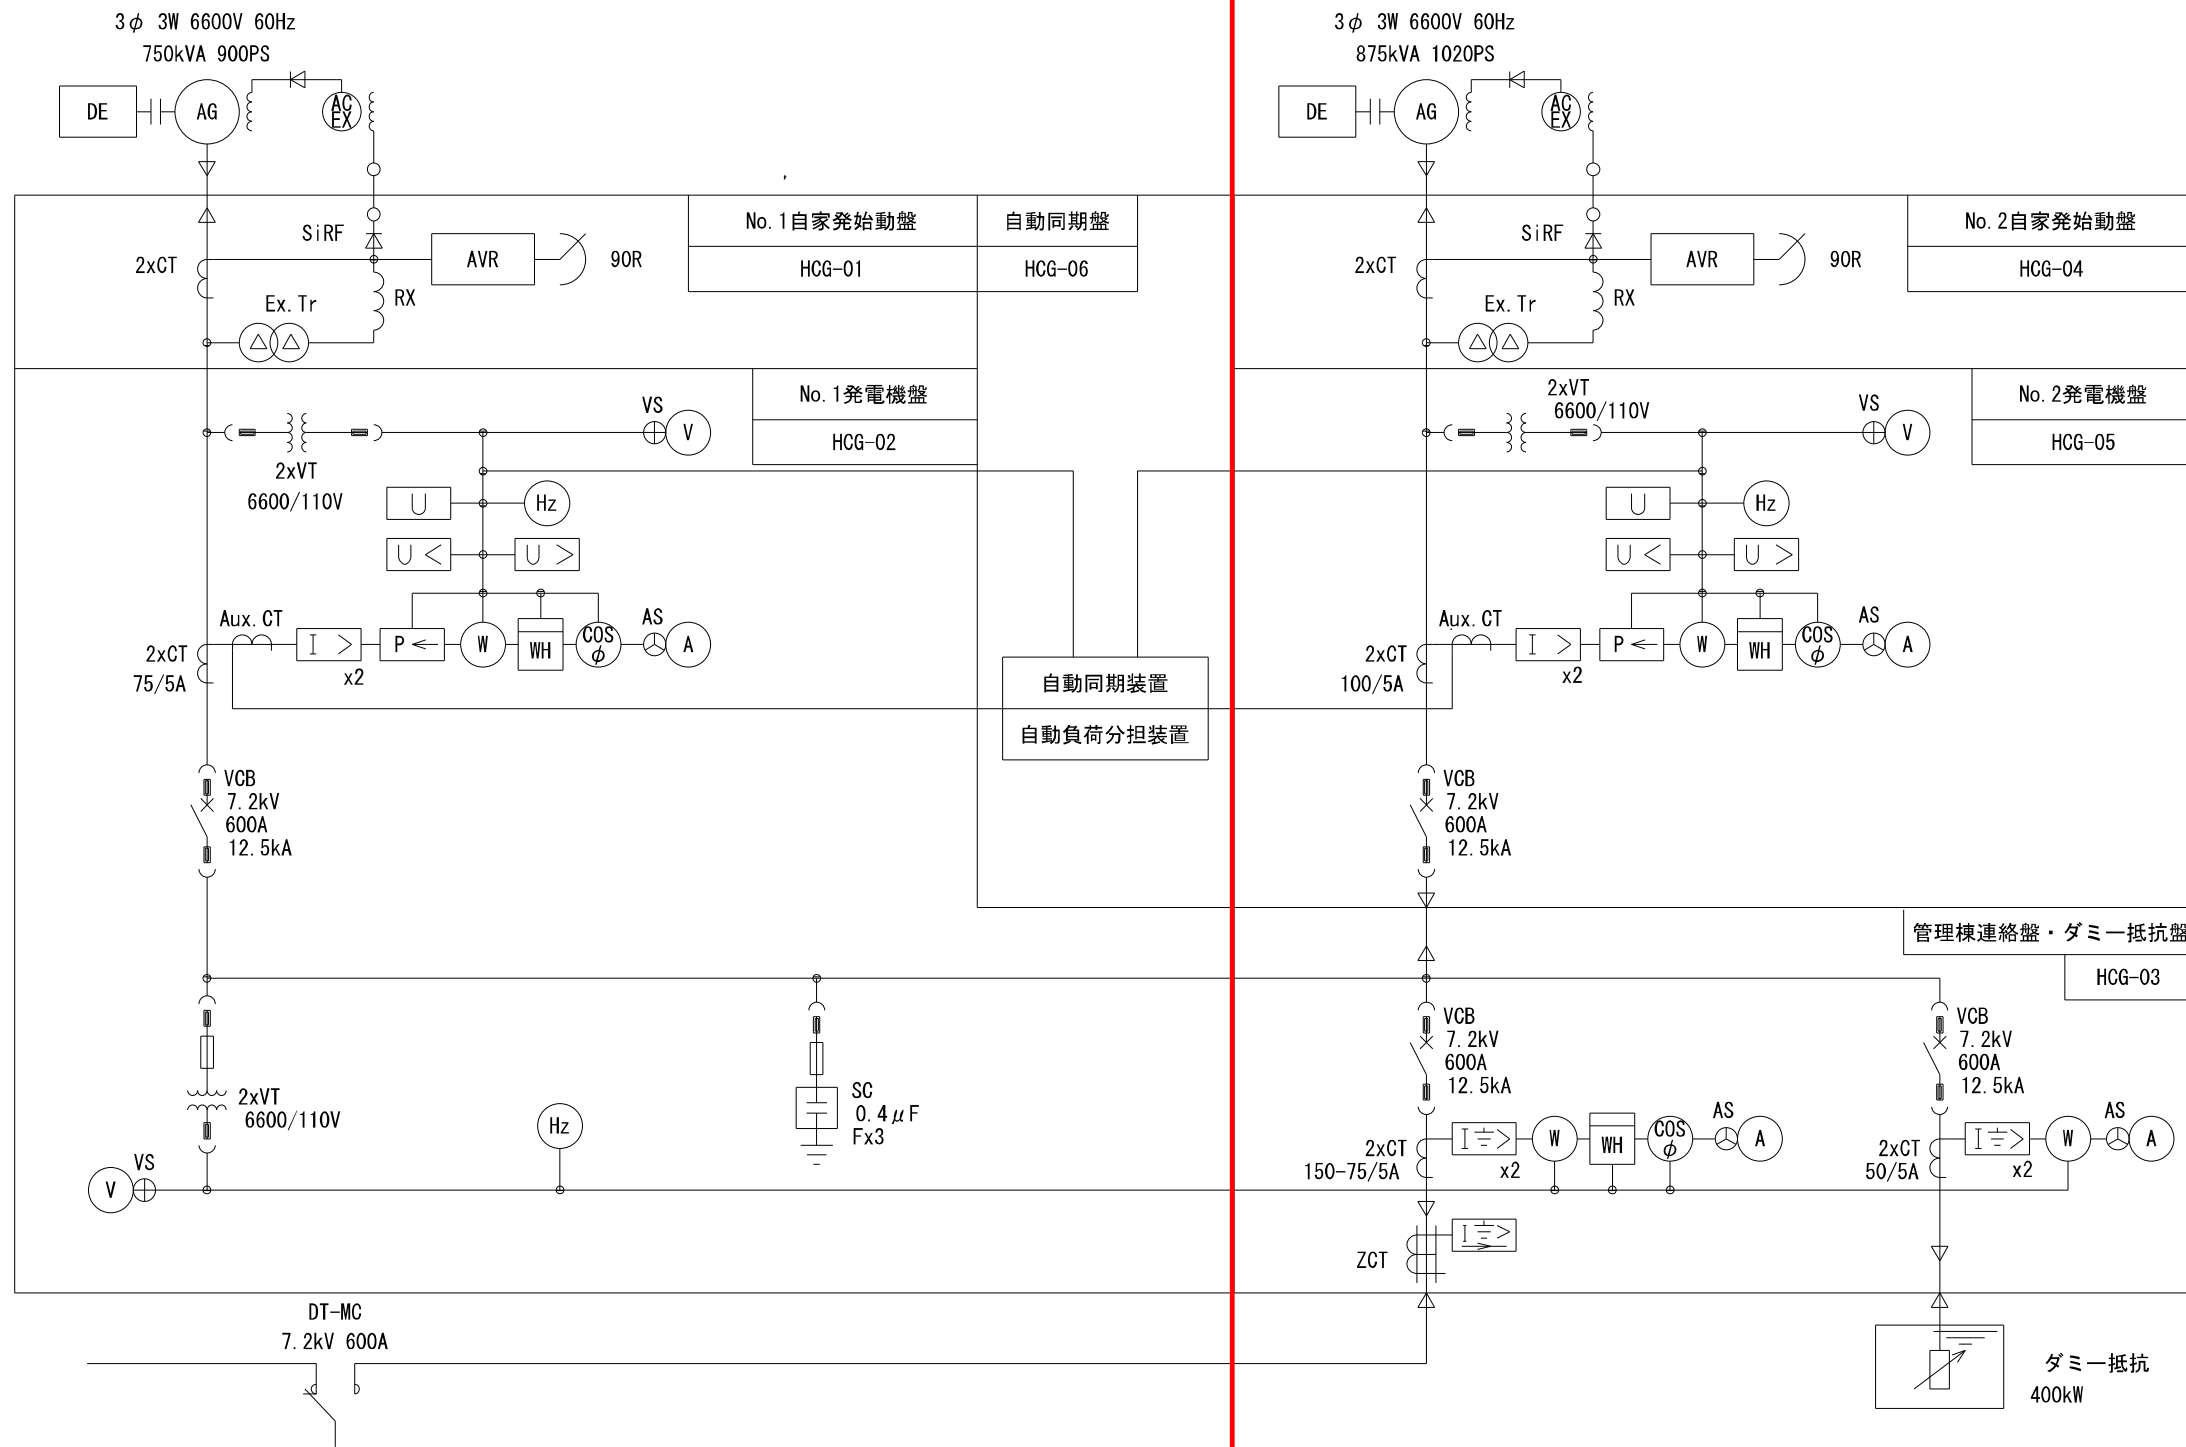 3φ 3W 6600V 60Hz
750kVA 900PS
DE
AG
AC
EX
3φ 3W 6600V 60Hz
875kVA 1020PS
DE
AG
AC
EX
No.1自家発始動盤
HCG-01
自動同期盤
HCG-06
SiRF
2xCT
AVR
90R
Ex.Tr
RX
No.2自家発始動盤
HCG-04
SiRF
2xCT
AVR
90R
Ex.Tr
RX
No.1発電機盤
HCG-02
VS
V
2xVT
6600/110V
U
Hz
U <
U >
Aux.CT
2xCT
75/5A
I >
x2
P ←
W
WH
COS
φ
AS
A
自動同期装置
自動負荷分担装置
VCB
7.2kV
600A
12.5kA
No.2発電機盤
HCG-05
2xVT
6600/110V
VS
V
U
Hz
U <
U >
Aux.CT
2xCT
100/5A
I >
x2
P ←
W
WH
COS
φ
AS
A
VCB
7.2kV
600A
12.5kA
管理棟連絡盤・ダミー抵抗盤
HCG-03
2xVT
6600/110V
VS
V
Hz
SC
0.4μF
Fx3
VCB
7.2kV
600A
12.5kA
2xCT
150-75/5A
I >
x2
W
WH
COS
φ
AS
A
ZCT
I >
VCB
7.2kV
600A
12.5kA
2xCT
50/5A
I >
x2
W
AS
A
DT-MC
7.2kV 600A
ダミー抵抗
400kW